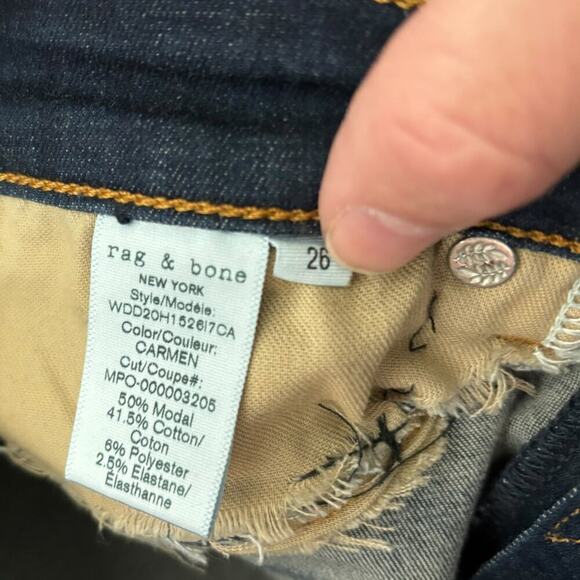 rag & bone
NEW YORK
Style/Modèle:
WDD20H1526I7CA
Color/Couleur:
CARMEN
Cut/Coupe#:
MPO-000003205
50% Modal
41.5% Cotton/
Coton
6% Polyester
2.5% Elastane/
Élasthanne
26